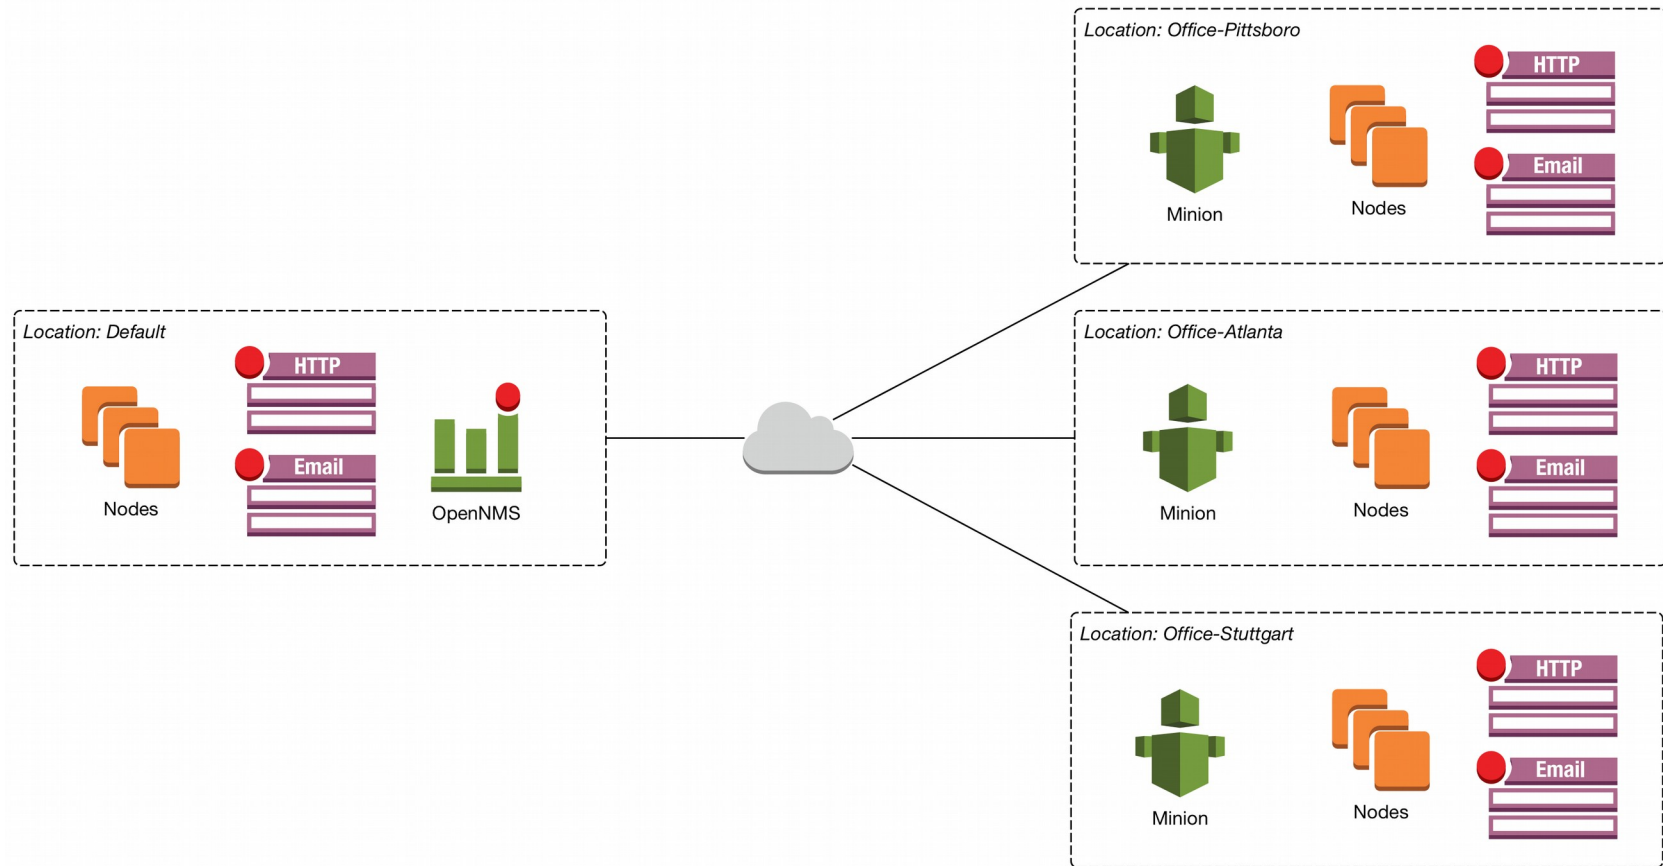 Location: Default
HTTP
Email
Nodes
OpenNMS
Location: Office-Pittsboro
HTTP
Email
Minion
Nodes
Location: Office-Atlanta
HTTP
Email
Minion
Nodes
Location: Office-Stuttgart
HTTP
Email
Minion
Nodes